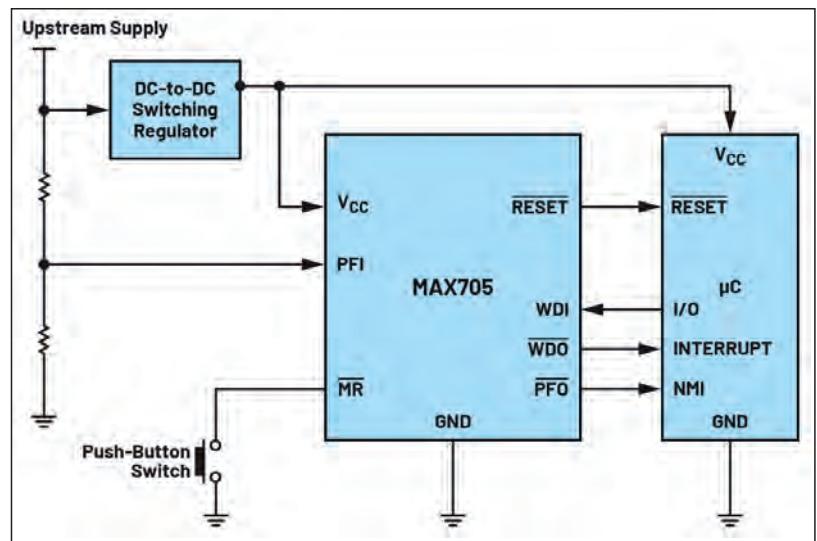 Upstream Supply
DC-to-DC
Switching
Regulator
VCC
PFI
MR
MAX705
RESET
WDI
WDO
PFO
GND
VCC
RESET
µC
I/O
INTERRUPT
NMI
GND
Push-Button
Switch